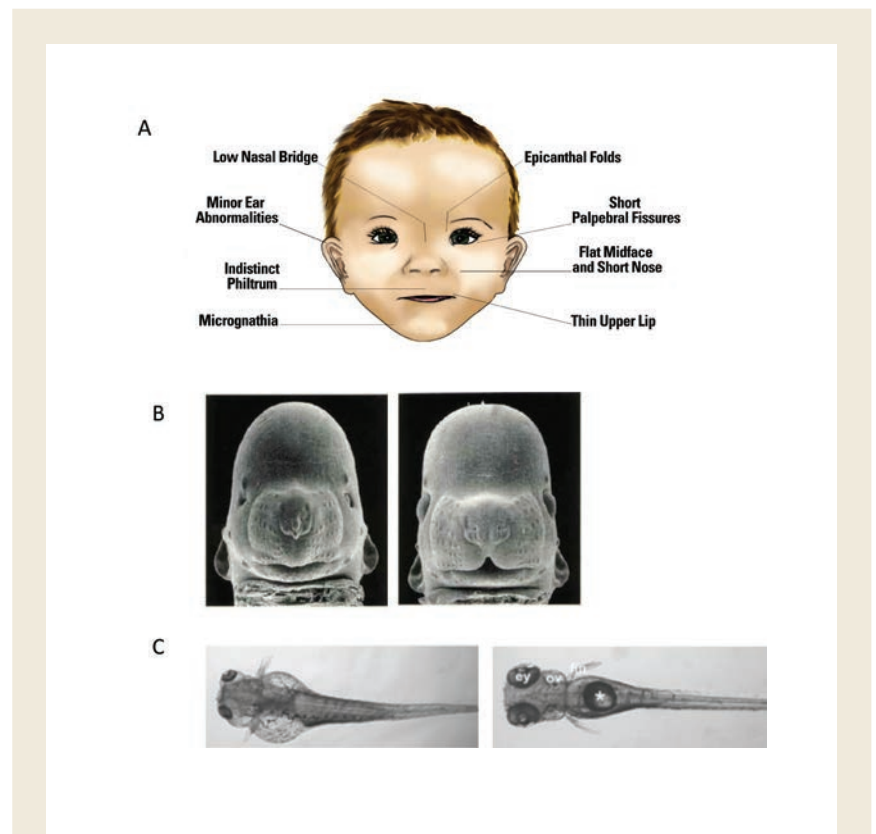 A
Low Nasal Bridge
Epicanthal Folds
Minor Ear
Abnormalities
Short
Palpebral Fissures
Flat Midface
and Short Nose
Indistinct
Philtrum
Micrognathia
Thin Upper Lip
B
C
ey
ov
*